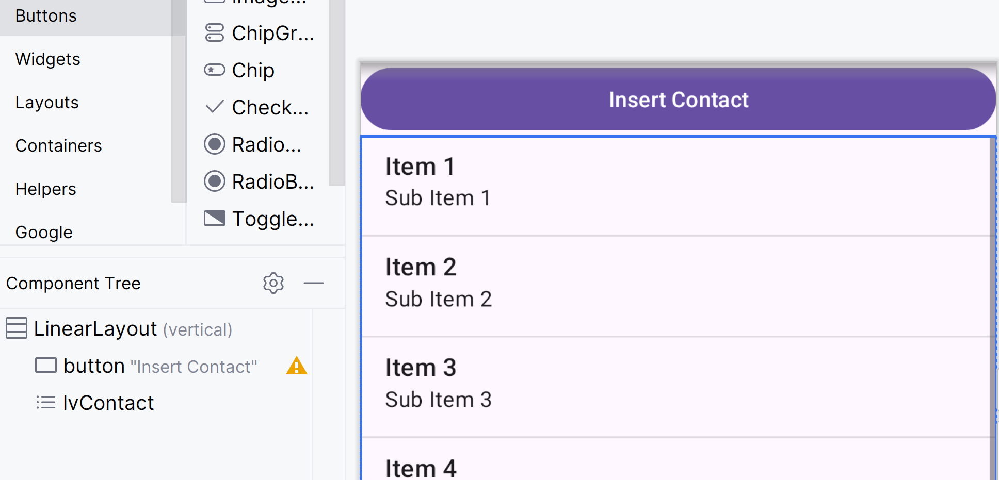 Buttons
Widgets
Layouts
Containers
Helpers
Google
Image...
ChipGr...
Chip
Check...
Radio...
RadioB...
Toggle...
Component Tree
LinearLayout (vertical)
button "Insert Contact"
lvContact
Insert Contact
Item 1
Sub Item 1
Item 2
Sub Item 2
Item 3
Sub Item 3
Item 4